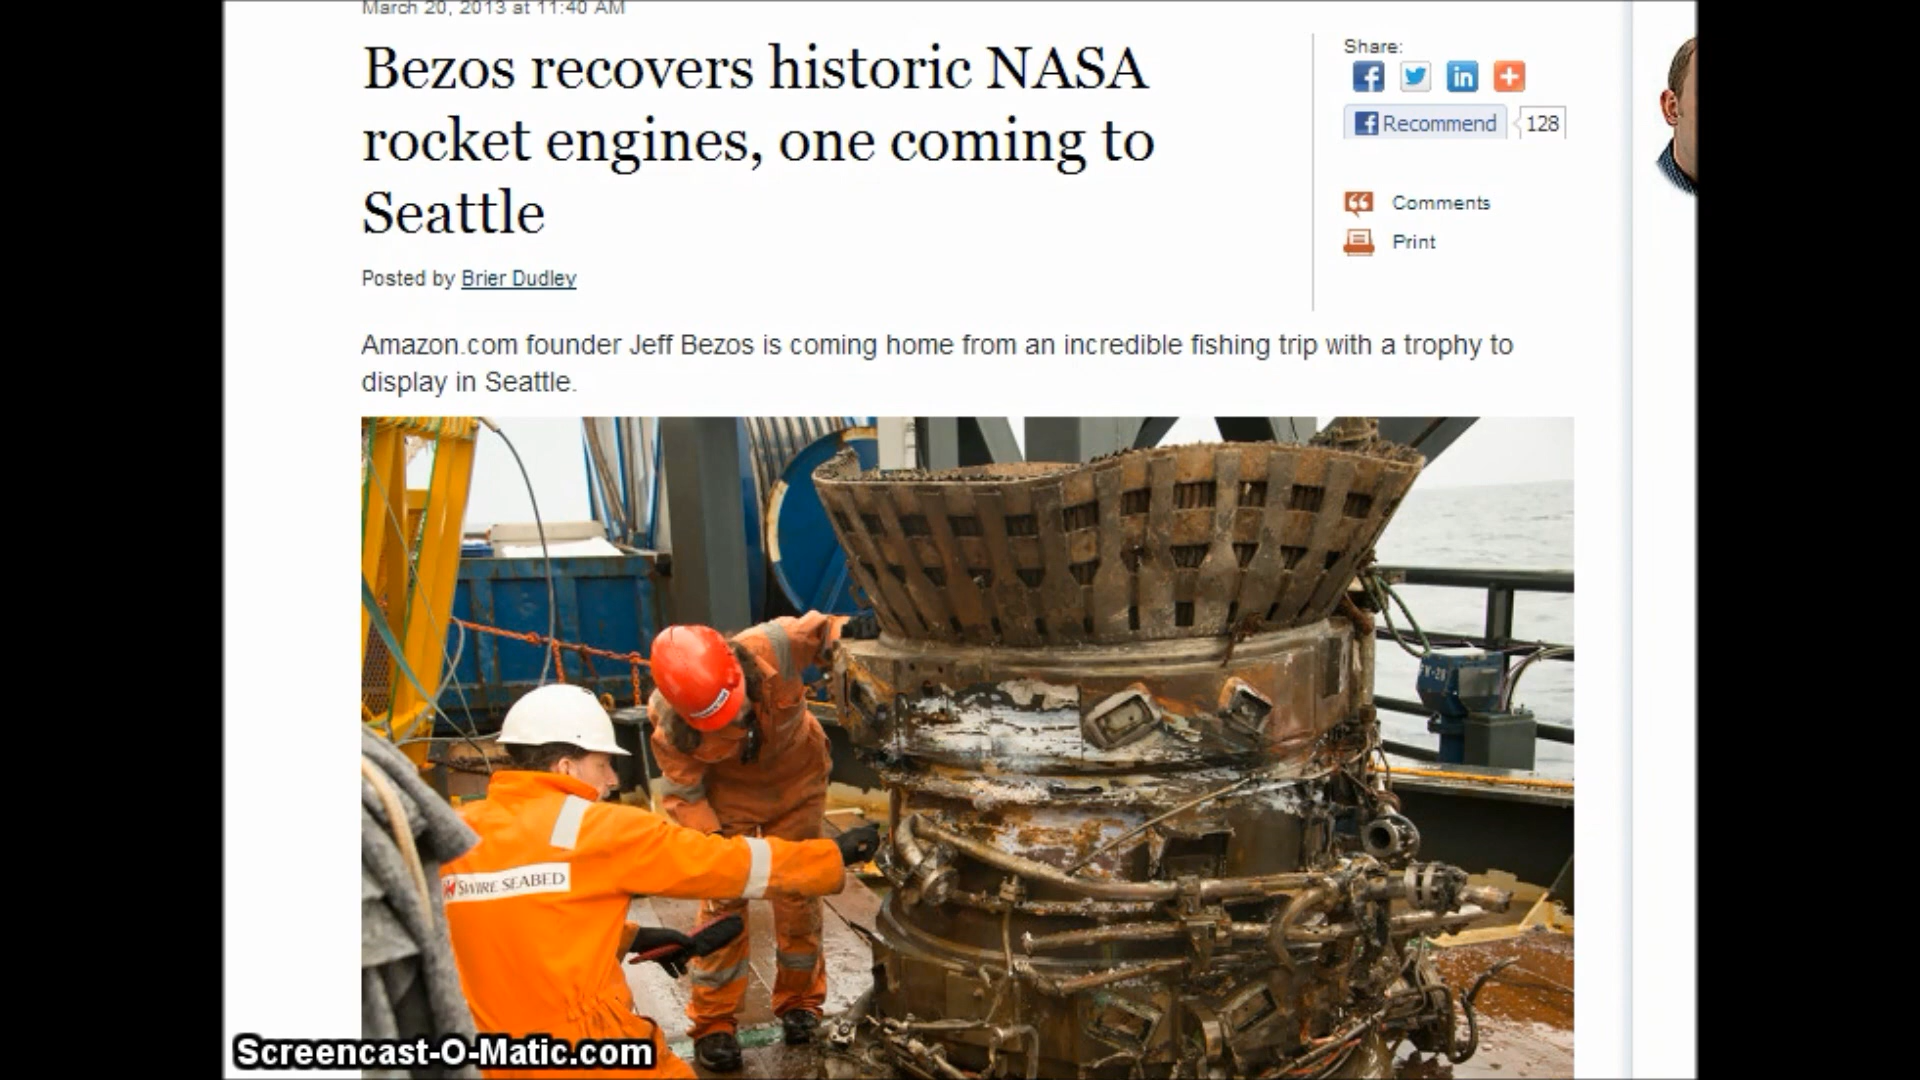 March 20, 2013 at 11:40 AM
Bezos recovers historic NASA
rocket engines, one coming to
Seattle
Posted by Brier Dudley
Share:
Recommend 128
Comments
Print
Amazon.com founder Jeff Bezos is coming home from an incredible fishing trip with a trophy to
display in Seattle.
SWIRE SEABED
Screencast-O-Matic.com